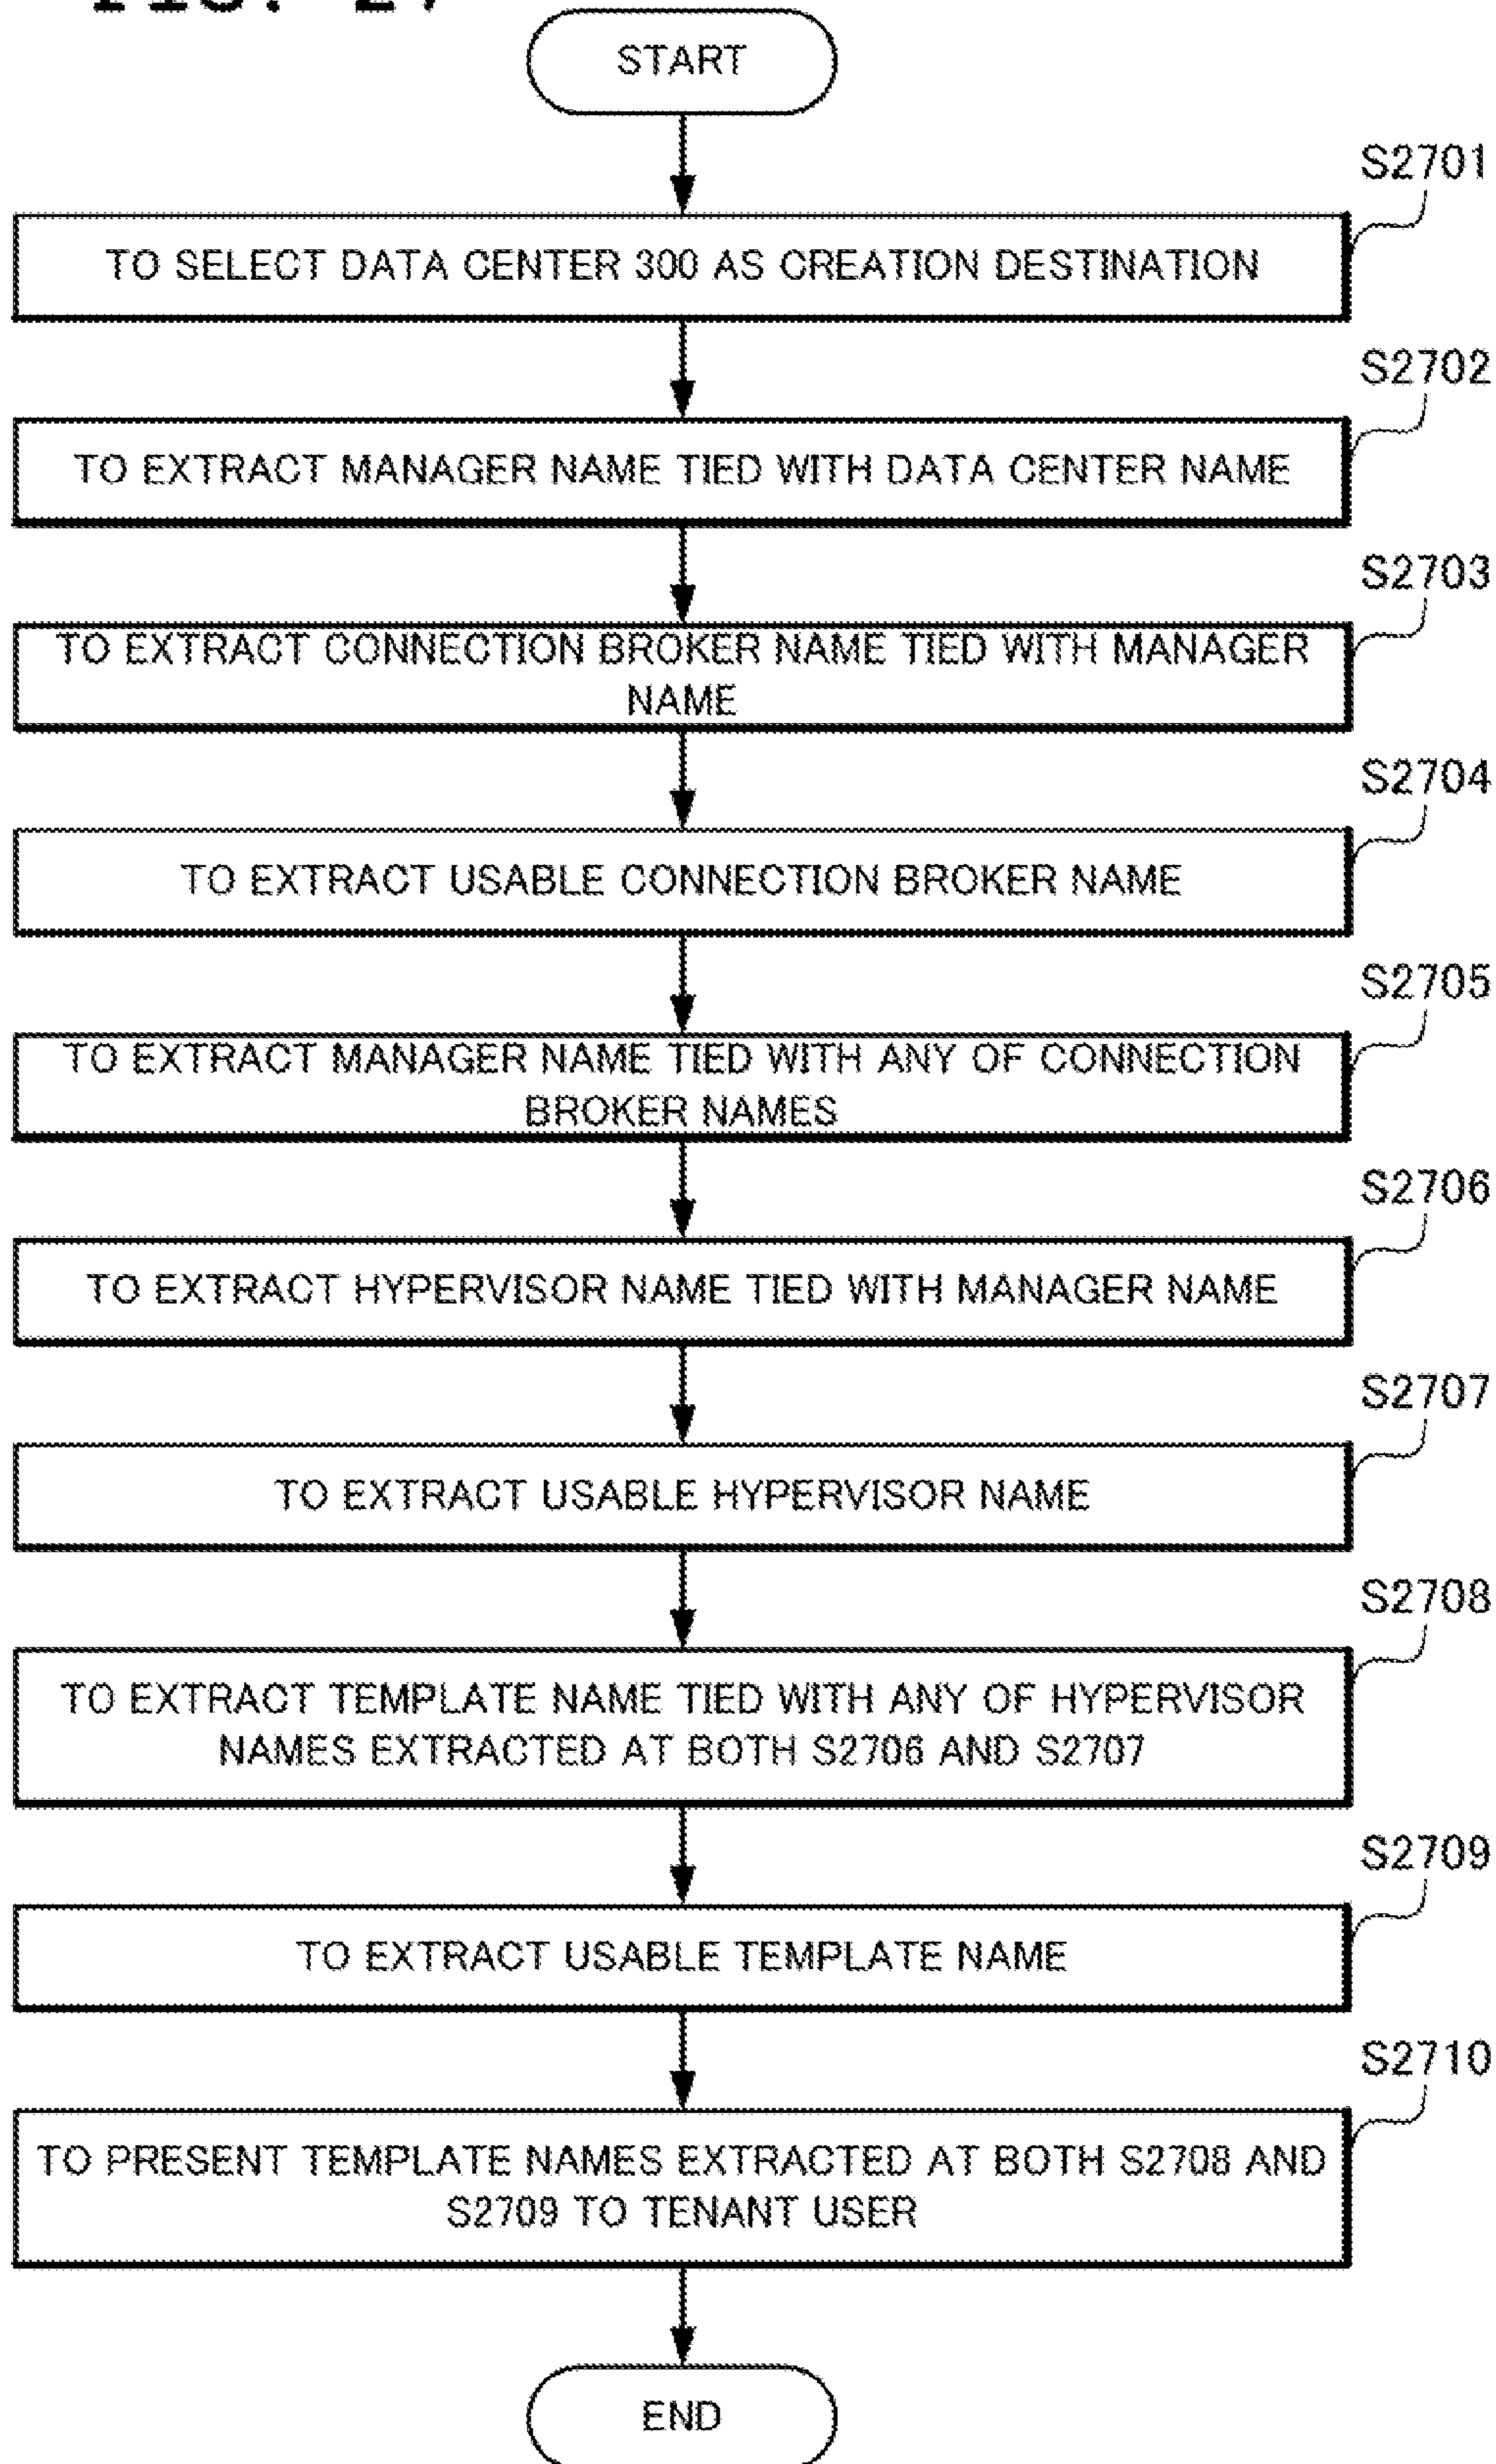 START
S2701
TO SELECT DATA CENTER 300 AS CREATION DESTINATION
S2702
TO EXTRACT MANAGER NAME TIED WITH DATA CENTER NAME
S2703
TO EXTRACT CONNECTION BROKER NAME TIED WITH MANAGER
NAME
S2704
TO EXTRACT USABLE CONNECTION BROKER NAME
S2705
TO EXTRACT MANAGER NAME TIED WITH ANY OF CONNECTION
BROKER NAMES
S2706
TO EXTRACT HYPERVISOR NAME TIED WITH MANAGER NAME
S2707
TO EXTRACT USABLE HYPERVISOR NAME
S2708
TO EXTRACT TEMPLATE NAME TIED WITH ANY OF HYPERVISOR
NAMES EXTRACTED AT BOTH S2706 AND S2707
S2709
TO EXTRACT USABLE TEMPLATE NAME
S2710
TO PRESENT TEMPLATE NAMES EXTRACTED AT BOTH S2708 AND
S2709 TO TENANT USER
END